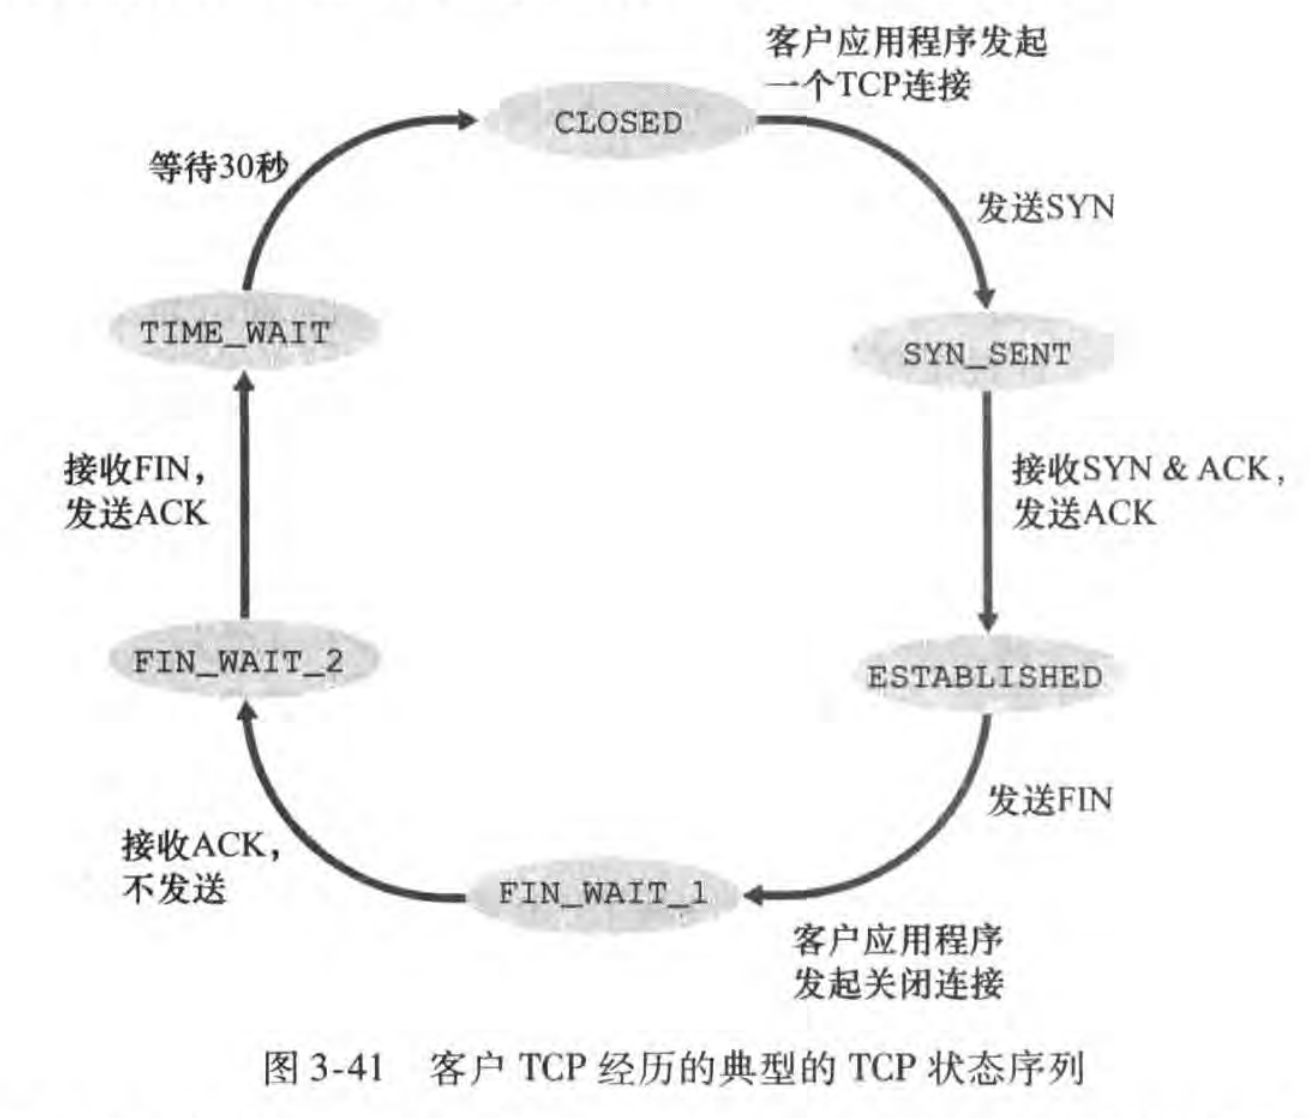 客户应用程序发起
一个TCP连接
CLOSED
等待30秒
发送SYN
TIME_WAIT
SYN_SENT
接收FIN，
发送ACK
接收SYN & ACK，
发送ACK
FIN_WAIT_2
ESTABLISHED
发送FIN
接收ACK，
不发送
FIN_WAIT_1
客户应用程序
发起关闭连接
图 3-41 客户 TCP 经历的典型的 TCP 状态序列